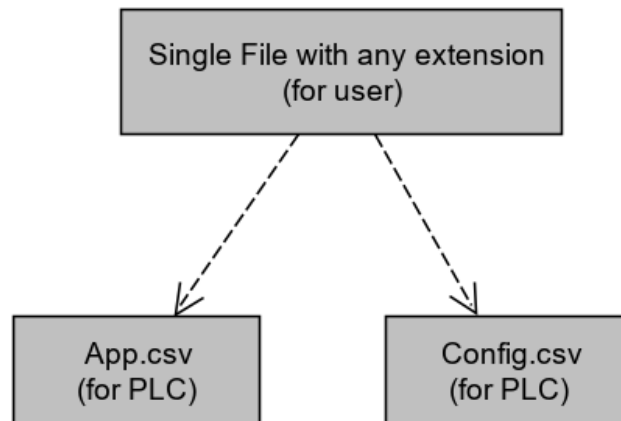 Single File with any extension
(for user)
App.csv
(for PLC)
Config.csv
(for PLC)